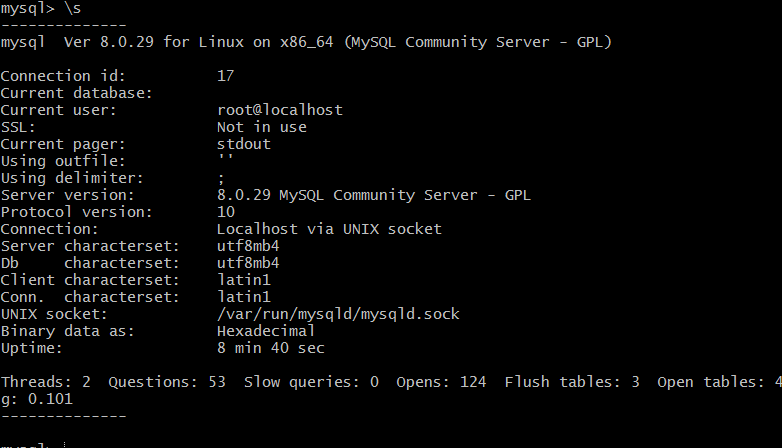 mysql> \s
--------------
mysql  Ver 8.0.29 for Linux on x86_64 (MySQL Community Server - GPL)
Connection id:          17
Current database:
Current user:           root@localhost
SSL:                    Not in use
Current pager:          stdout
Using outfile:          ''
Using delimiter:        ;
Server version:         8.0.29 MySQL Community Server - GPL
Protocol version:       10
Connection:             Localhost via UNIX socket
Server characterset:    utf8mb4
Db     characterset:    utf8mb4
Client characterset:    latin1
Conn.  characterset:    latin1
UNIX socket:            /var/run/mysqld/mysqld.sock
Binary data as:         Hexadecimal
Uptime:                 8 min 40 sec
Threads: 2  Questions: 53  Slow queries: 0  Opens: 124  Flush tables: 3  Open tables: 4
g: 0.101
--------------
mysql>